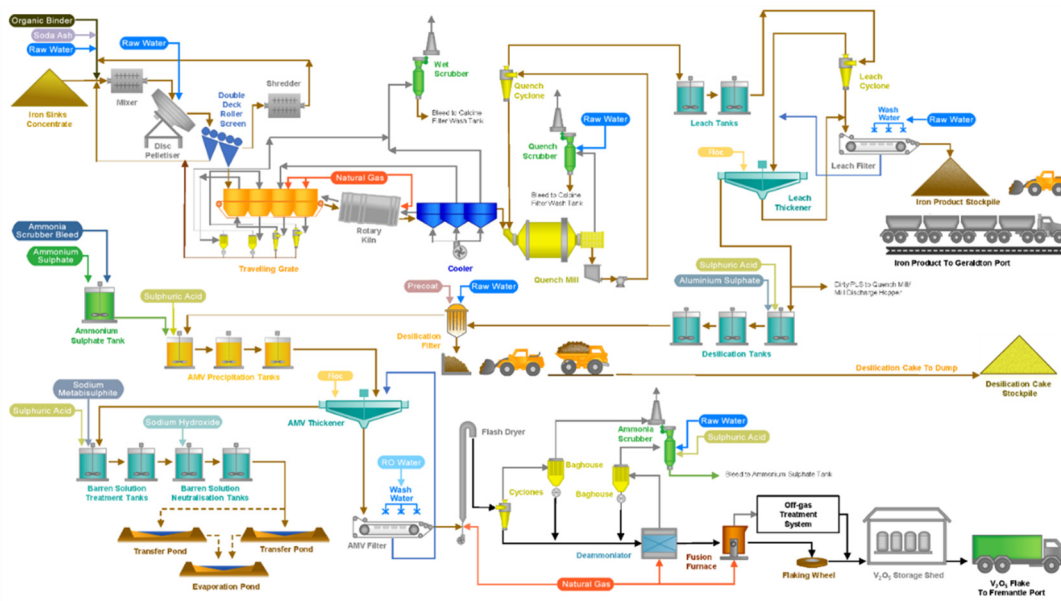 Organic Binder
Soda Ash
Raw Water
Raw Water
Iron Sinks
Concentrate
Mixer
Disc
Pelletiser
Double
Deck
Roller
Screen
Shredder
Wet
Scrubber
Bleed to Calcine
Filter Wash Tank
Natural Gas
Travelling Grate
Rotary
Kiln
Cooler
Quench
Cyclone
Quench
Scrubber
Raw Water
Bleed to Calcine
Filter Wash Tank
Quench Mill
Leach Tanks
Leach
Cyclone
Wash
Water
Raw Water
Leach Filter
Floc
Leach
Thickener
Iron Product Stockpile
Iron Product To Geraldton Port
Ammonia
Scrubber Bleed
Ammonium
Sulphate
Ammonium
Sulphate Tank
Sulphuric Acid
AMV Precipitation Tanks
Precoat
Raw Water
Desilication
Filter
Sulphuric Acid
Aluminium Sulphate
Desilication Tanks
Dirty PLS to Quench Mill/
Mill Discharge Hopper
Desilication Cake To Dump
Desilication Cake
Stockpile
Sodium
Metabisulphite
Sulphuric Acid
Sodium Hydroxide
Barren Solution
Treatment Tanks
Barren Solution
Neutralisation Tanks
Transfer Pond
Transfer Pond
Evaporation Pond
Floc
AMV Thickener
RO Water
Wash
Water
AMV Filter
Flash Dryer
Cyclones
Baghouse
Baghouse
Ammonia
Scrubber
Raw Water
Sulphuric Acid
Bleed to Ammonium Sulphate Tank
Deammoniator
Fusion
Furnace
Natural Gas
Off-gas
Treatment
System
Flaking Wheel
V₂O₅ Storage Shed
V₂O₅ Flake
To Fremantle Port